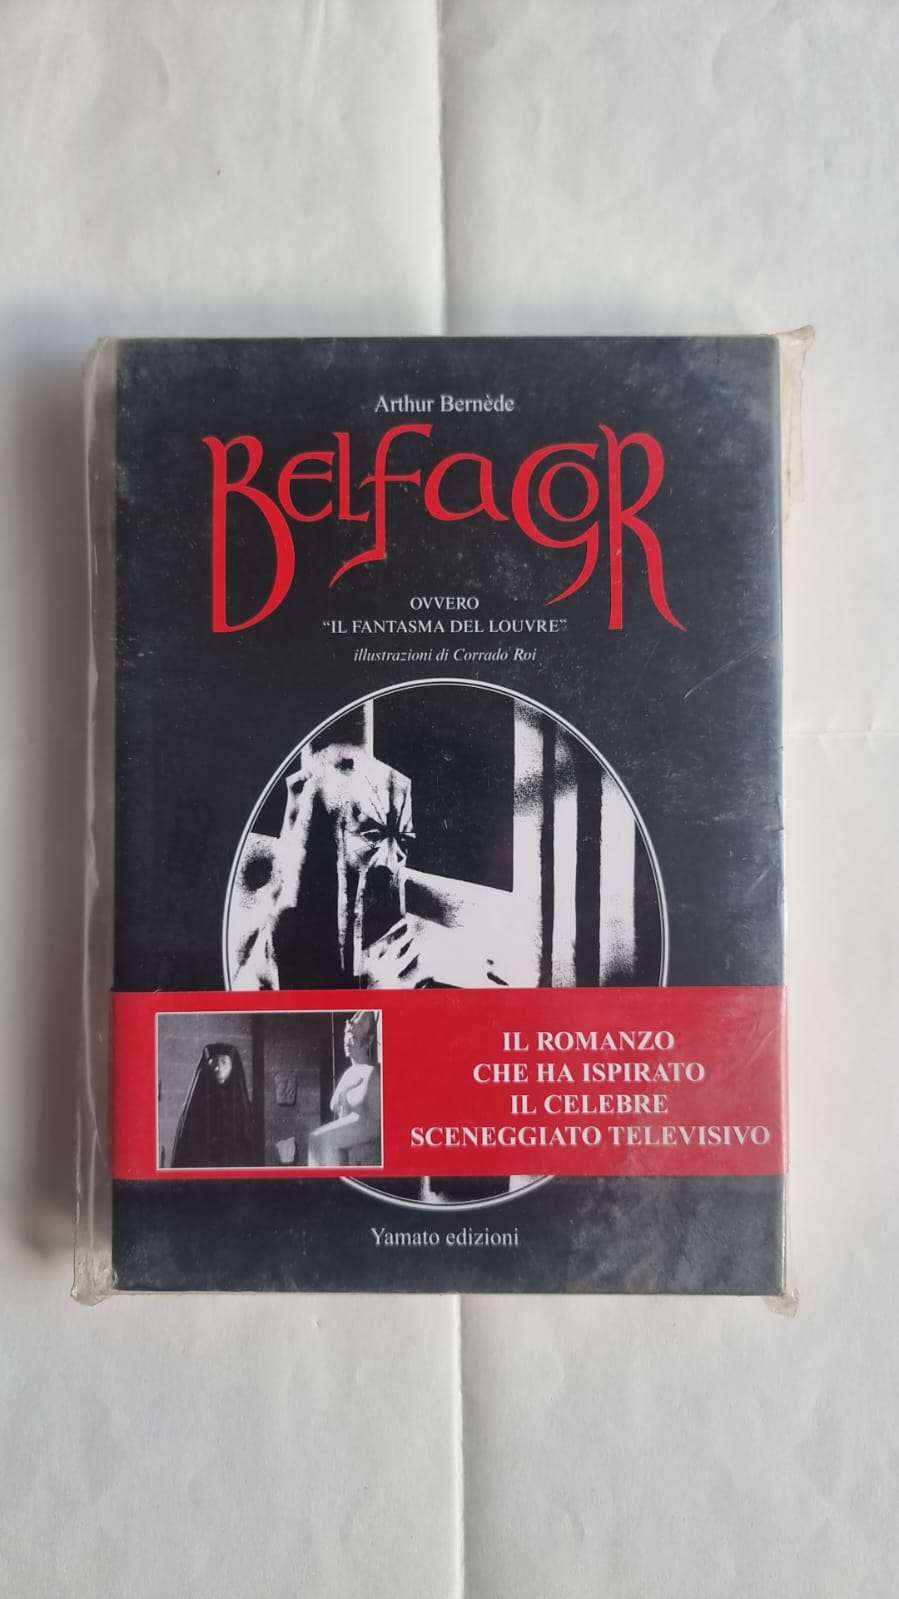 Arthur Bernède
BELFAGOR
OVVERO
"IL FANTASMA DEL LOUVRE"
illustrazioni di Corrado Roi
IL ROMANZO
CHE HA ISPIRATO
IL CELEBRE
SCENEGGIATO TELEVISIVO
Yamato edizioni